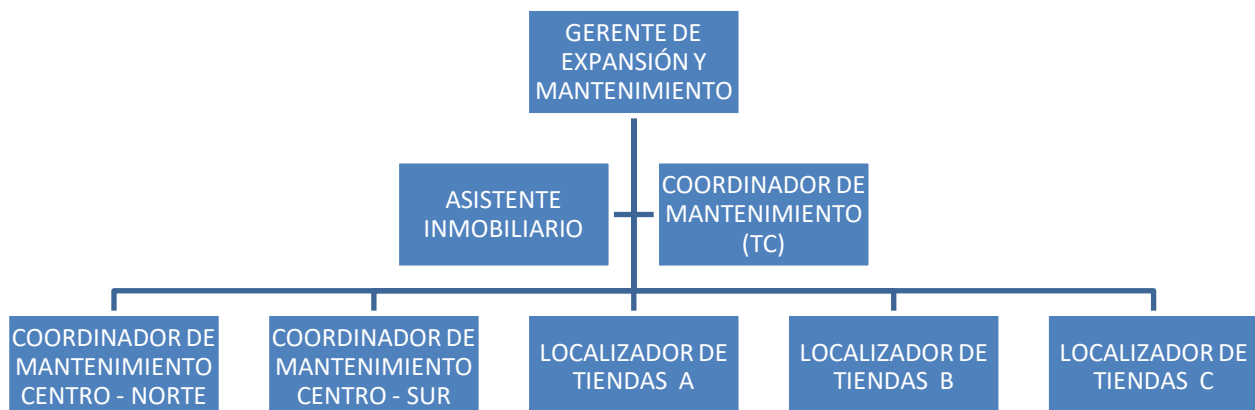 GERENTE DE
EXPANSIÓN Y
MANTENIMIENTO
ASISTENTE
INMOBILIARIO
COORDINADOR DE
MANTENIMIENTO
(TC)
COORDINADOR DE
MANTENIMIENTO
CENTRO - NORTE
COORDINADOR DE
MANTENIMIENTO
CENTRO - SUR
LOCALIZADOR DE
TIENDAS A
LOCALIZADOR DE
TIENDAS B
LOCALIZADOR DE
TIENDAS C